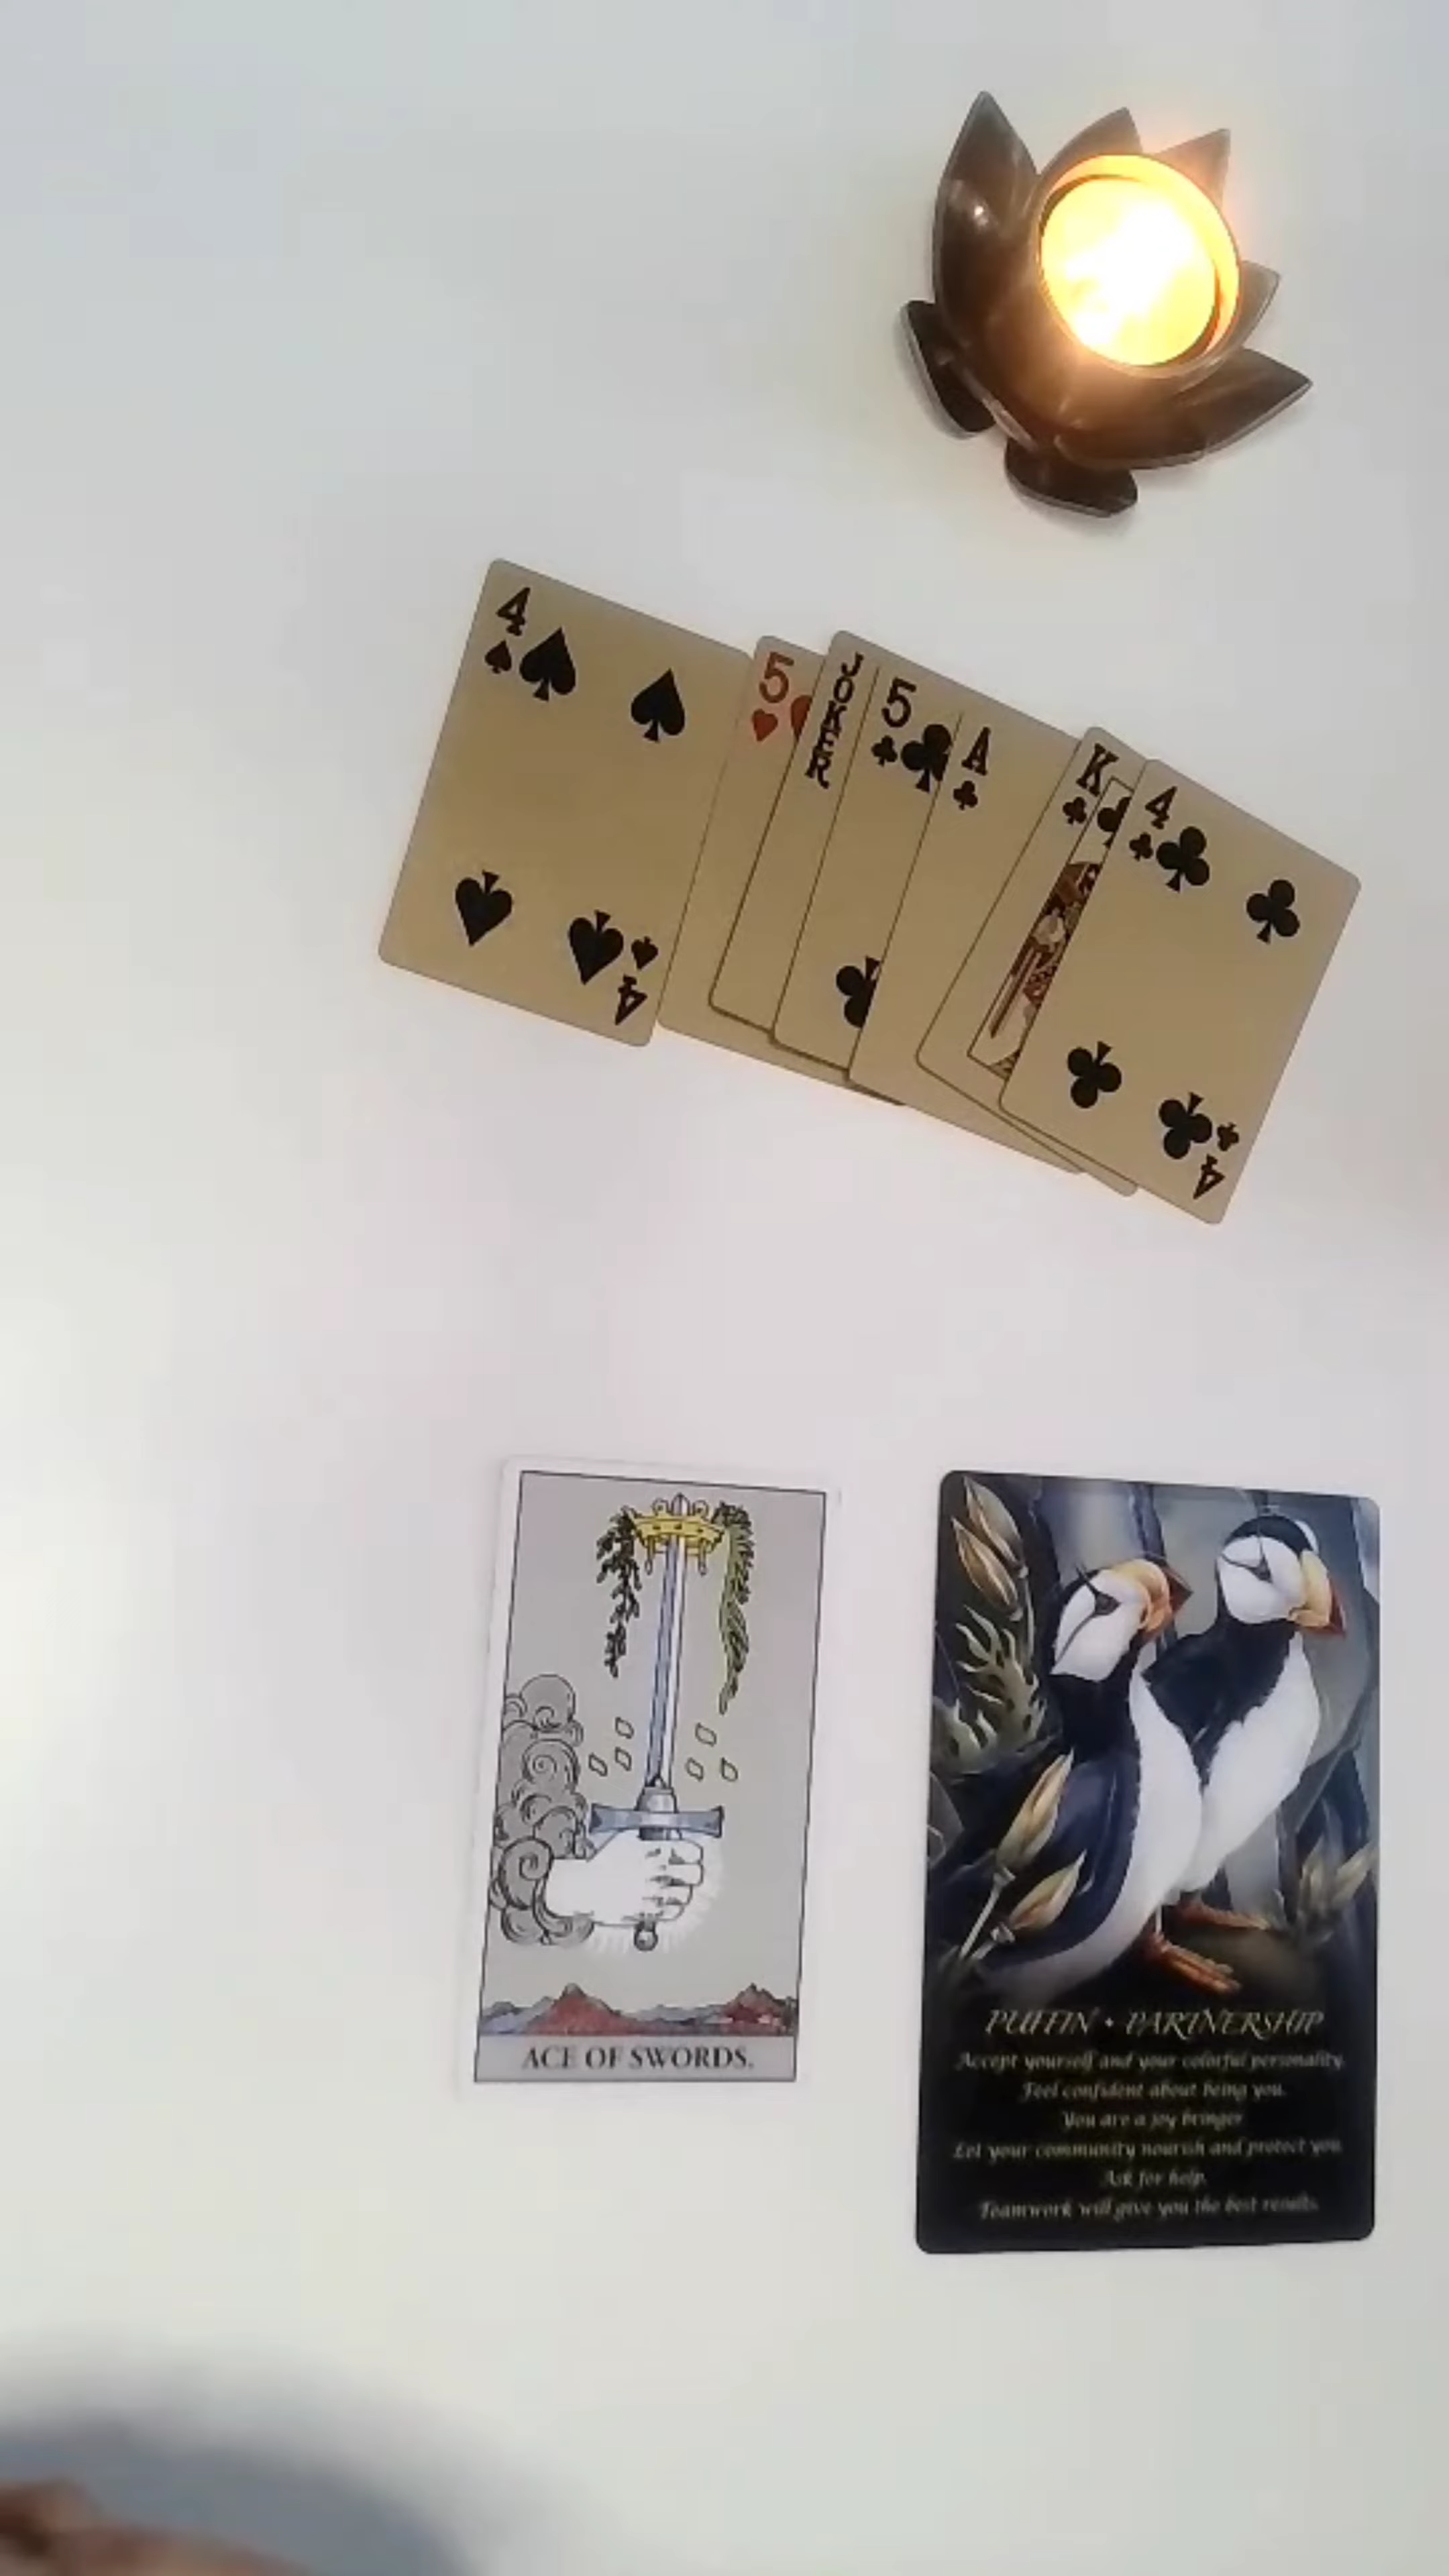 4
5
JOKER
5
A
K
4
4
4
ACE OF SWORDS.
PUFFIN • PARTNERSHIP
Accept yourself and your colorful personality.
Feel confident about being you.
You are a joy bringer
Let your community nourish and protect you.
Ask for help.
Teamwork will give you the best results.